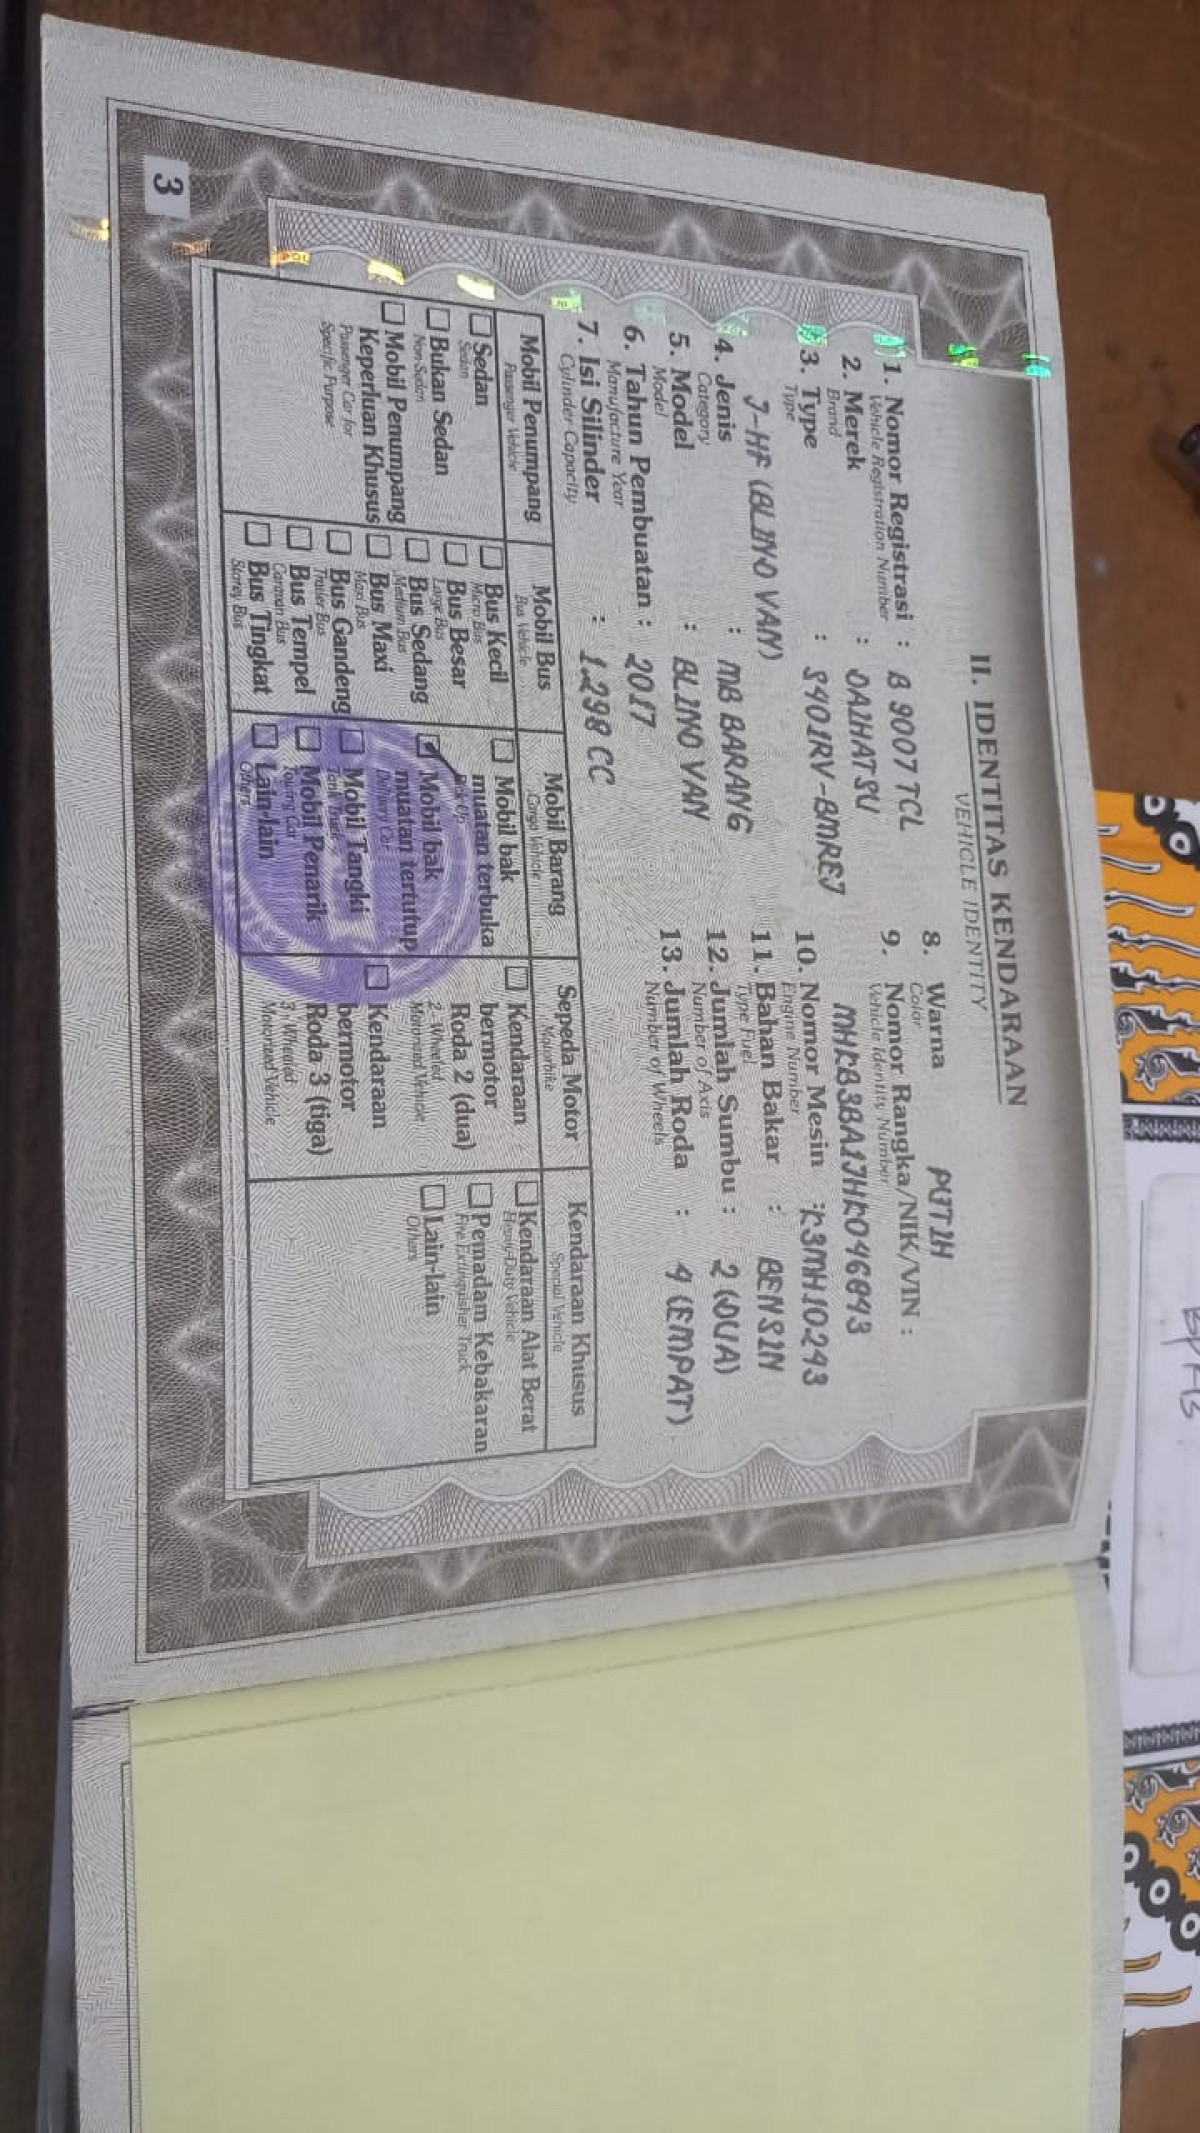 II. IDENTITAS KENDARAAN
VEHICLE IDENTITY
1. Nomor Registrasi : B 9007 TCL
Vehicle Registration Number
2. Merek : DAIHATSU
Brand
3. Type : S401RV-BMREJ
Type
J-HF (BLIND VAN)
4. Jenis : MB BARANG
Category
5. Model : BLIND VAN
Model
6. Tahun Pembuatan : 2017
Manufacture Year
7. Isi Silinder : 1.298 CC
Cylinder Capacity
8. Warna PUTIH
Color
9. Nomor Rangka/NIK/VIN :
Vehicle Identity Number
MHKB3BA1JHK046843
10. Nomor Mesin : K3MH10243
Engine Number
11. Bahan Bakar : BENSIN
Type Fuel
12. Jumlah Sumbu : 2 (DUA)
Number of Axis
13. Jumlah Roda : 4 (EMPAT)
Number of Wheels
Mobil Penumpang
Passenger Vehicle
Sedan
Sedan
Bukan Sedan
Non Sedan
Mobil Penumpang
Keperluan Khusus
Passenger Car for
Specific Purpose
Mobil Bus
Bus Vehicle
Bus Kecil
Micro Bus
Bus Besar
Large Bus
Bus Sedang
Medium Bus
Bus Maxi
Maxi Bus
Bus Gandeng
Trailer Bus
Bus Tempel
Caravan Bus
Bus Tingkat
Storey Bus
Mobil Barang
Cargo Vehicle
Mobil bak
muatan terbuka
Pick Up
Mobil bak
muatan tertutup
Delivery Car
Mobil Tangki
Mobil Penarik
Towing Car
Lain-lain
Others
Sepeda Motor
Motorbike
Kendaraan
bermotor
Roda 2 (dua)
2 - Wheeled
Motorized Vehicle
Kendaraan
bermotor
Roda 3 (tiga)
3 - Wheeled
Motorized Vehicle
Kendaraan Khusus
Special Vehicle
Kendaraan Alat Berat
Heavy-Duty Vehicle
Pemadam Kebakaran
Fire Extinguisher Truck
Lain-lain
Others
3